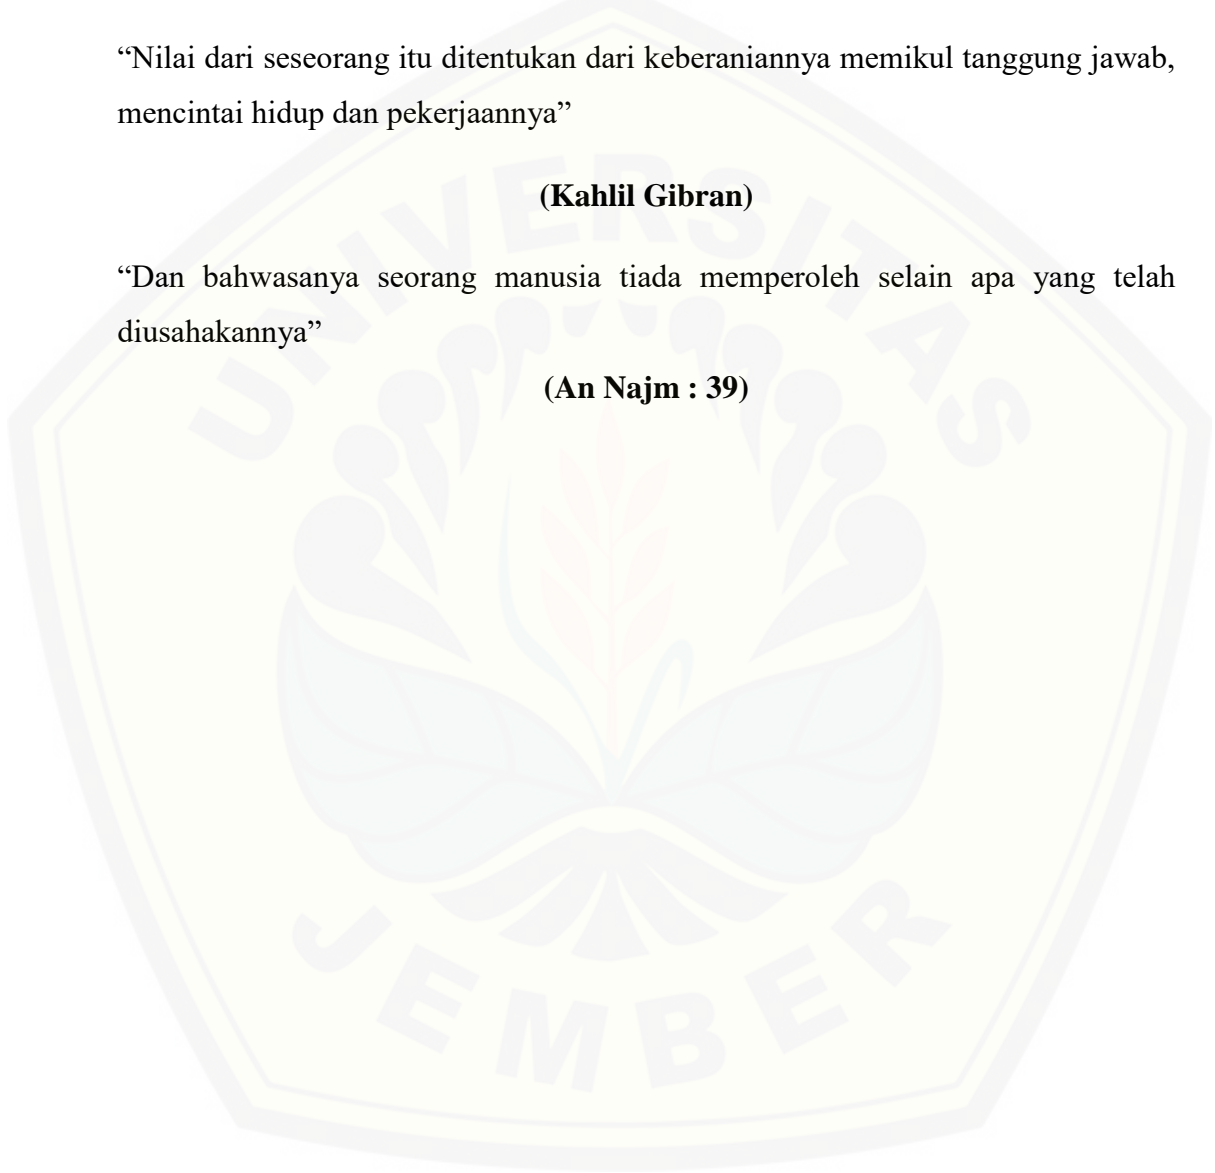 “Nilai dari seseorang itu ditentukan dari keberaniannya memikul tanggung jawab,
mencintai hidup dan pekerjaannya”
(Kahlil Gibran)
“Dan bahwasanya seorang manusia tiada memperoleh selain apa yang telah
diusahakannya”
(An Najm : 39)
UNIVERSITAS
JEMBER